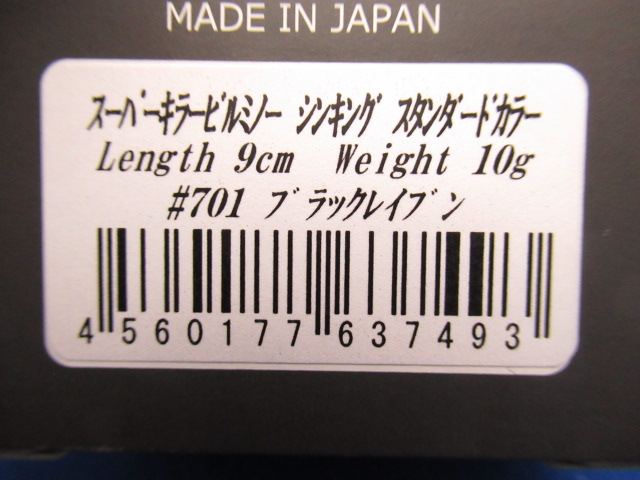 MADE IN JAPAN
スーパーキラービルミノー シンキング スタンダードカラー
Length 9cm Weight 10g
#701 ブラックレイブン
4 560177 637493